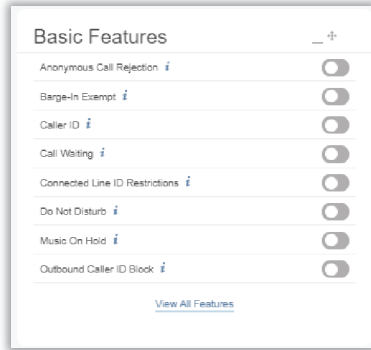 Basic Features
Anonymous Call Rejection i
Barge-In Exempt i
Caller ID i
Call Waiting i
Connected Line ID Restrictions i
Do Not Disturb i
Music On Hold i
Outbound Caller ID Block i
View All Features